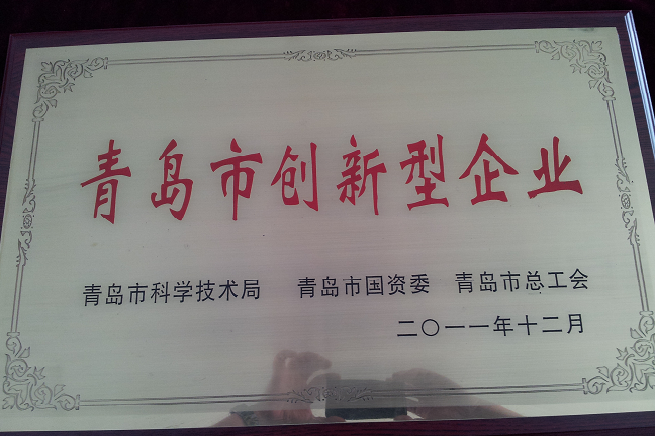 青岛市创新型企业
青岛市科学技术局 青岛市国资委 青岛市总工会
二〇一一年十二月